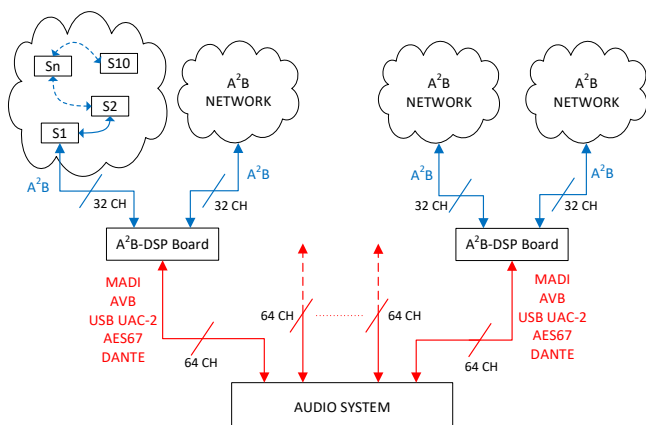 Sn
S10
S2
S1
A²B
NETWORK
A²B
NETWORK
A²B
NETWORK
A²B
32 CH
32 CH
A²B
32 CH
A²B
32 CH
A²B
A²B-DSP Board
A²B-DSP Board
MADI
AVB
USB UAC-2
AES67
DANTE
64 CH
64 CH
64 CH
64 CH
MADI
AVB
USB UAC-2
AES67
DANTE
AUDIO SYSTEM